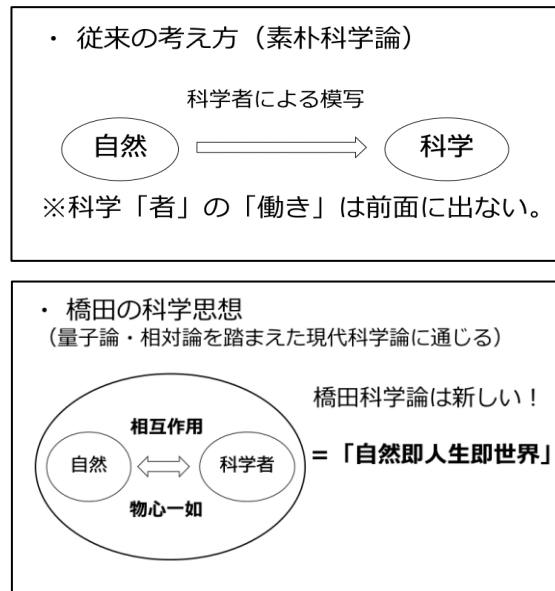 ・ 従来の考え方（素朴科学論）
科学者による模写
自然
科学
※科学「者」の「働き」は前面に出ない。
・ 橋田の科学思想
（量子論・相対論を踏まえた現代科学論に通じる）
橋田科学論は新しい！
相互作用
自然
科学者
=「自然即人生即世界」
物心一如